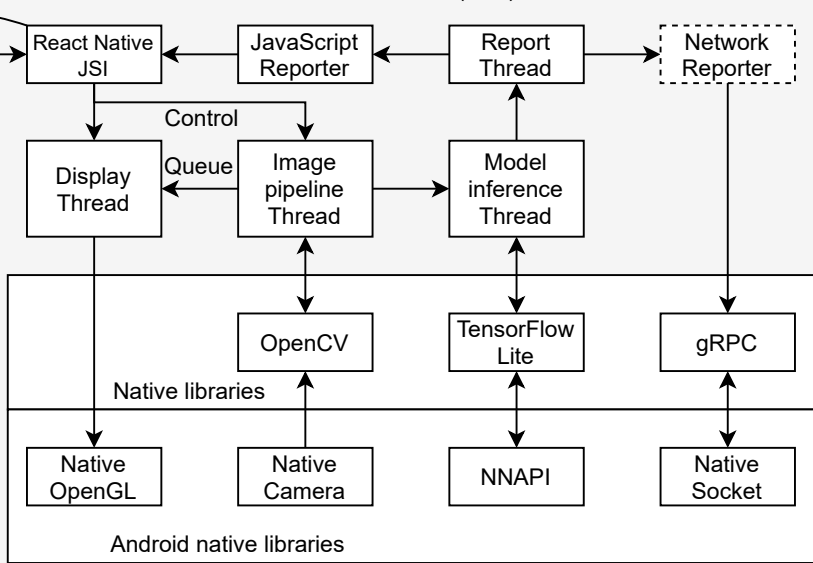 React Native
JSI
JavaScript
Reporter
Report
Thread
Network
Reporter
Control
Display
Thread
Queue
Image
pipeline
Thread
Model
inference
Thread
OpenCV
TensorFlow
Lite
gRPC
Native libraries
Native
OpenGL
Native
Camera
NNAPI
Native
Socket
Android native libraries